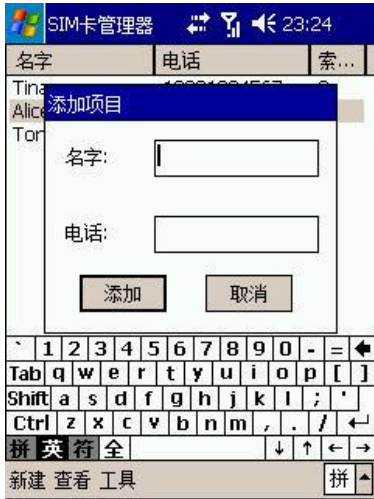 SIM卡管理器 23:24
名字 电话 索...
Tina
Alice
添加项目
名字:
电话:
添加 取消
` 1 2 3 4 5 6 7 8 9 0 - =
Tab q w e r t y u i o p [ ]
Shift a s d f g h j k l ; '
Ctrl z x c v b n m , . /
拼 英 符 全 ↓ ↑ ← →
新建 查看 工具 拼